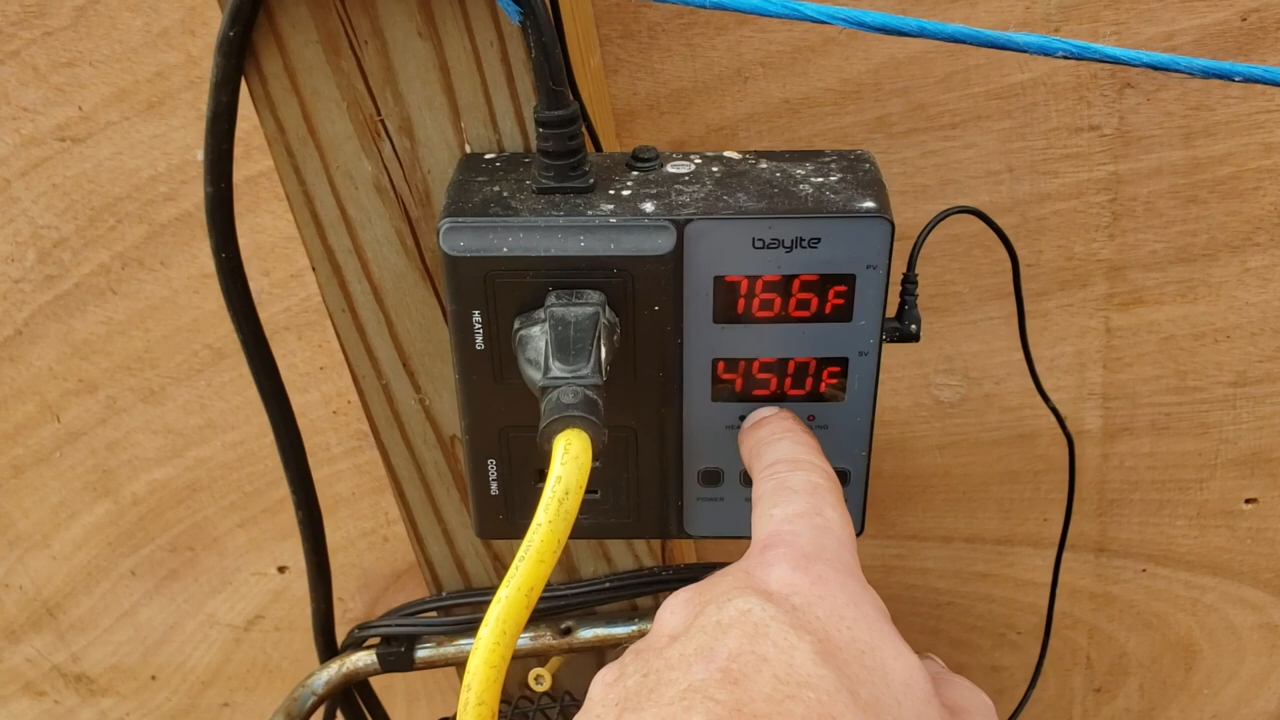 bayite
PV
76.6F
HEATING
SV
45.0F
COOLING
POWER